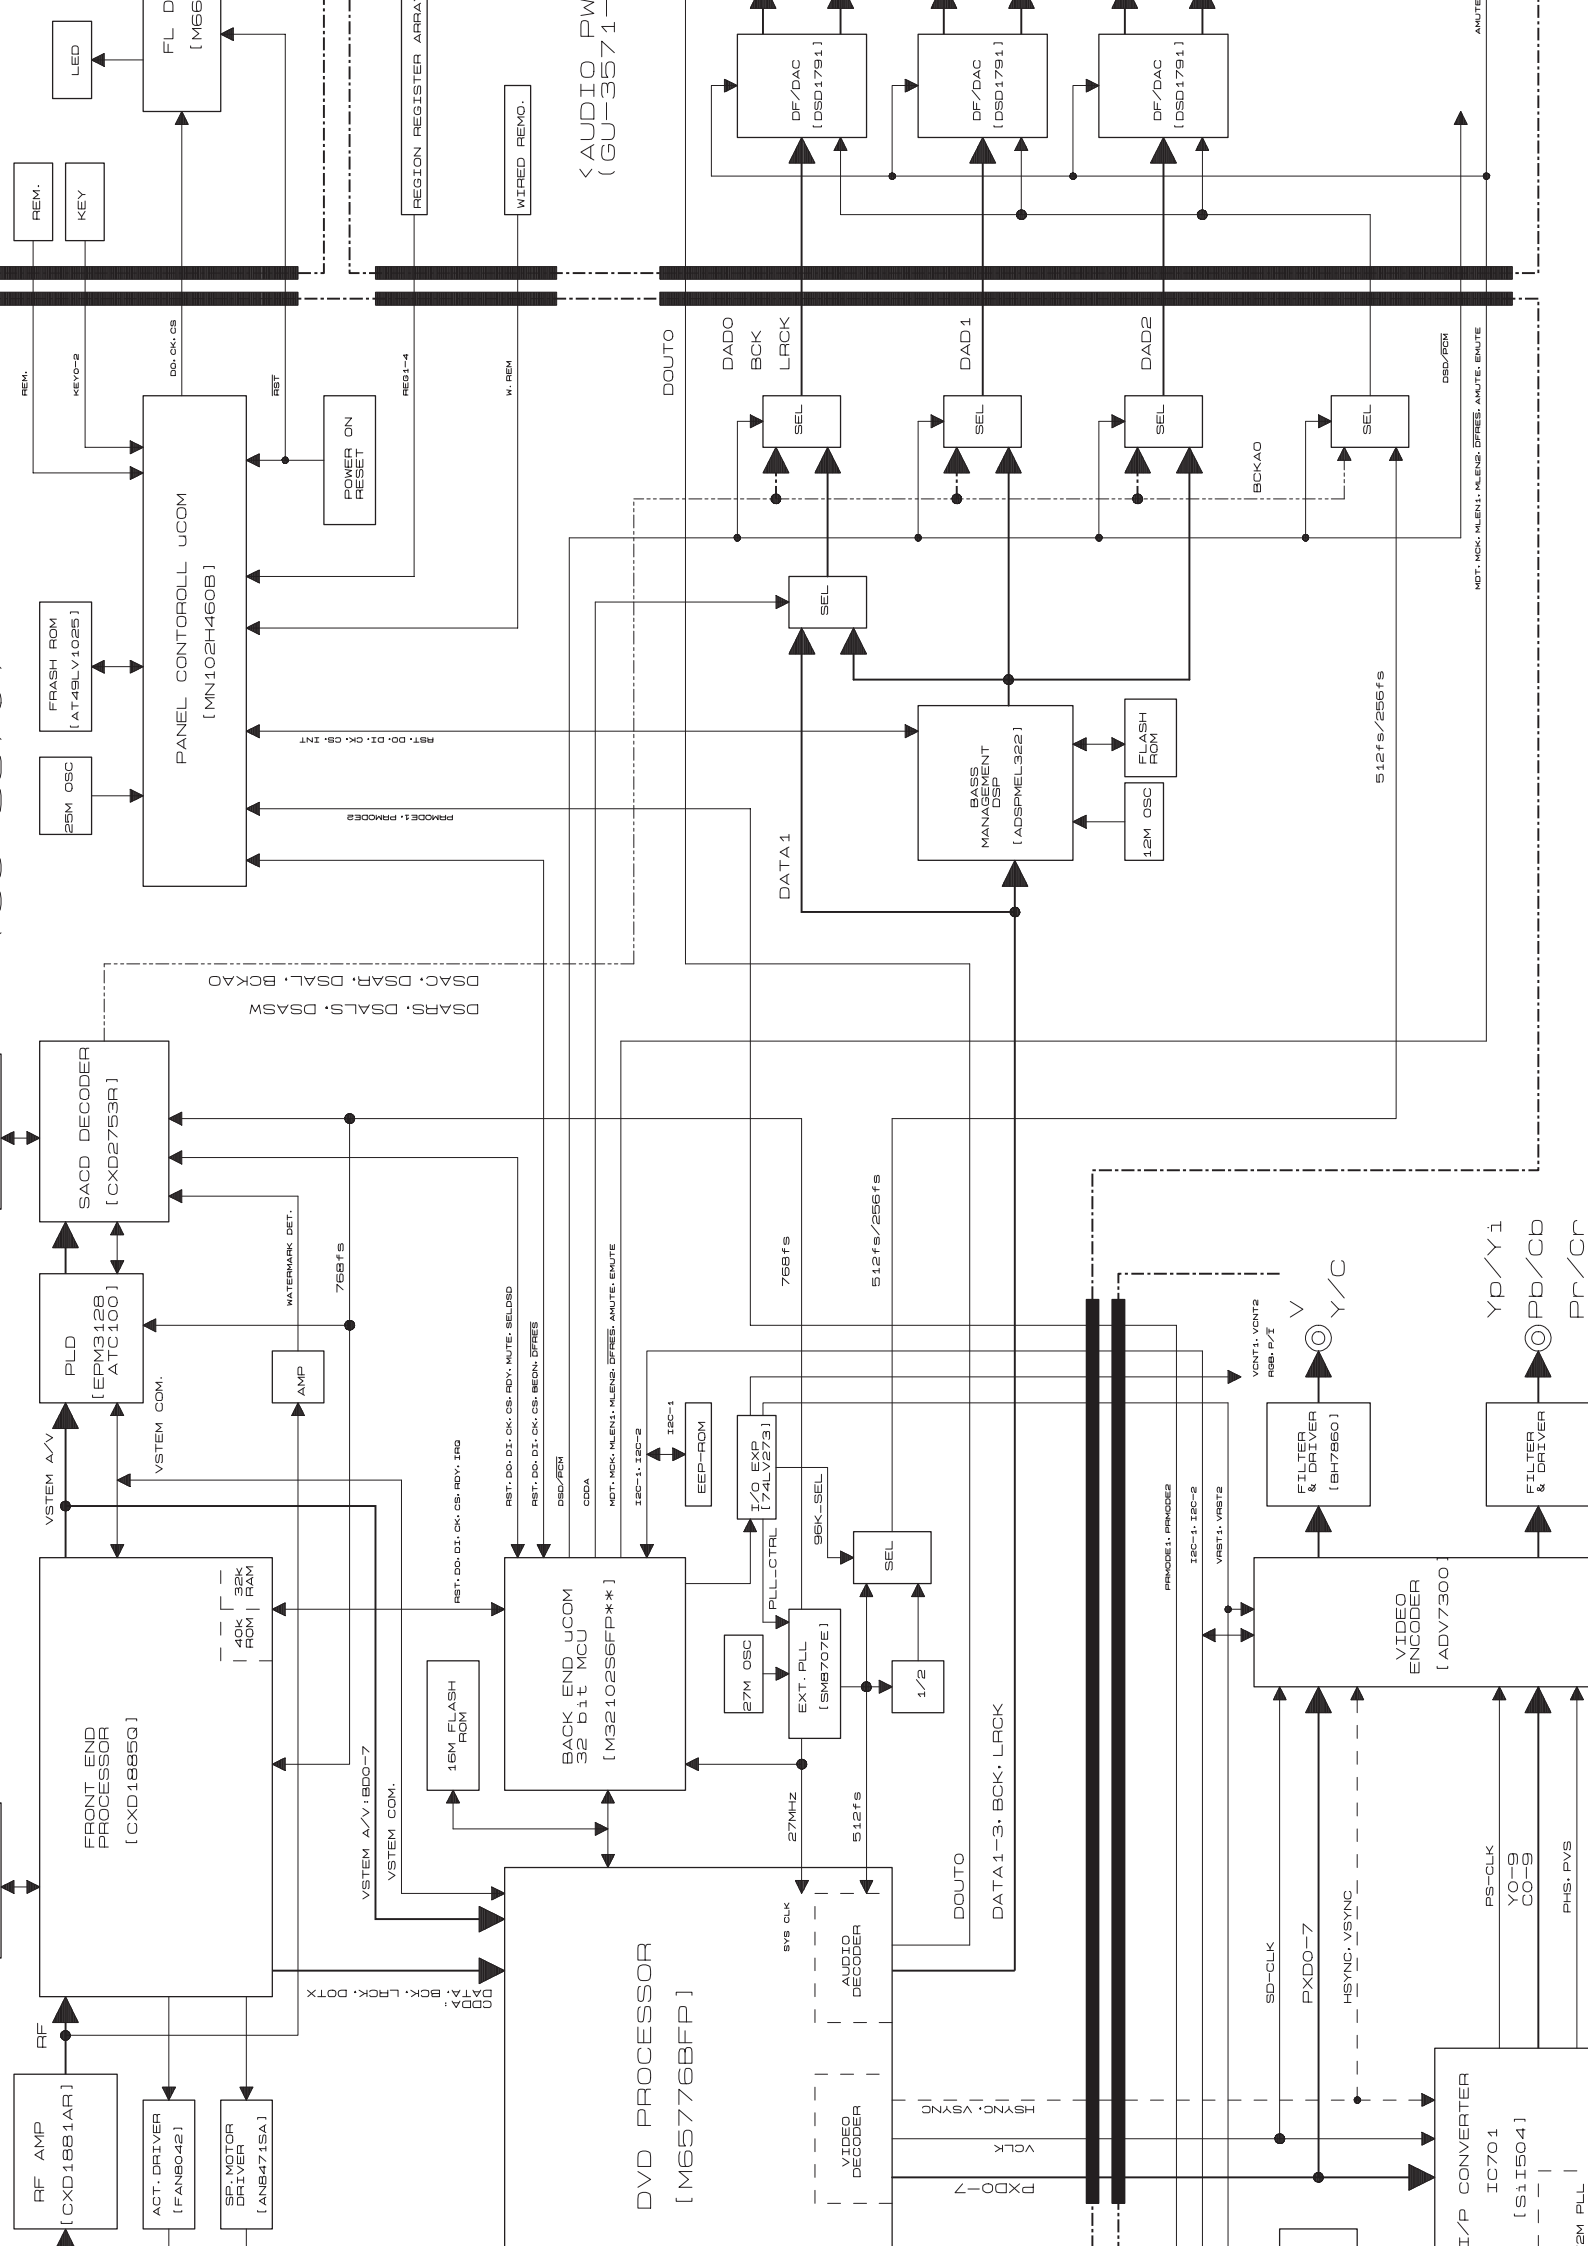 LED
FL D
[M66
REM.
KEY
REGION REGISTER ARRA
WIRED REMO.
<AUDIO PW
(GU-3571-
DF/DAC
[DSD1791]
DF/DAC
[DSD1791]
DF/DAC
[DSD1791]
AMUTE
REM.
KEY0-2
DO.CK.CS
RST
REG1-4
W.REM
DOUT0
DAD0
BCK
LRCK
DAD1
DAD2
DSD/PCM
MDT.MCK.MLEN1.MLEN2.DFRES.AMUTE.EMUTE
PANEL CONTOROLL uCOM
[MN102H460B]
POWER ON
RESET
SEL
SEL
SEL
SEL
BCKAO
FRASH ROM
[AT49LV1025]
25M OSC
SEL
RST.DO.DI.CK.CS.INT
PRMODE1.PRMODE2
BASS
MANAGEMENT
DSP
[ADSPMEL322]
FLASH
ROM
12M OSC
512fs/256fs
DATA1
DSAC.DSAR.DSAL.BCKAO
DSARS.DSALS.DSASW
SACD DECODER
[CXD2753R]
WATERMARK DET.
768fs
768fs
512fs/256fs
PLD
[EPM3128
ATC100]
AMP
VSTEM A/V
VSTEM COM.
RST.DO.DI.CK.CS.RDY.IRQ
RST.DO.DI.CK.CS.RDY.MUTE.SELDSD
RST.DO.DI.CK.CS.BEON.DFRES
DSD/PCM
CDDA
MDT.MCK.MLEN1.MLEN2.DFRES.AMUTE.EMUTE
I2C-1.I2C-2
I2C-1
EEP-ROM
I/O EXP
[74LV273]
PLL_CTRL
96K_SEL
SEL
VCNT1.VCNT2
RGB.P/I
V
Y/C
Yp/Yi
Pb/Cb
Pr/Cr
FILTER
& DRIVER
[BH7860]
FILTER
& DRIVER
PRMODE1.PRMODE2
I2C-1.I2C-2
VRST1.VRST2
FRONT END
PROCESSOR
[CXD1885Q]
40K
ROM
32K
RAM
16M FLASH
ROM
BACK END uCOM
32 bit MCU
[M32102S6FP**]
27M OSC
EXT.PLL
[SM8707E]
1/2
VIDEO
ENCODER
[ADV7300]
VSTEM A/V:BD0-7
VSTEM COM.
27MHz
512fs
SYS CLK
DOUT0
DATA1-3.BCK.LRCK
CDDA:
DATA.BCK.LRCK.DOTX
DVD PROCESSOR
[M65776BFP]
AUDIO
DECODER
VIDEO
DECODER
SD-CLK
PXD0-7
HSYNC.VSYNC
PS-CLK
Y0-9
C0-9
PHS.PVS
RF
RF AMP
[CXD1881AR]
ACT.DRIVER
[FAN8042]
SP.MOTOR
DRIVER
[AN8471SA]
HSYNC.VSYNC
VCLK
PXD0-7
I/P CONVERTER
IC701
[SiI504]
2M PLL